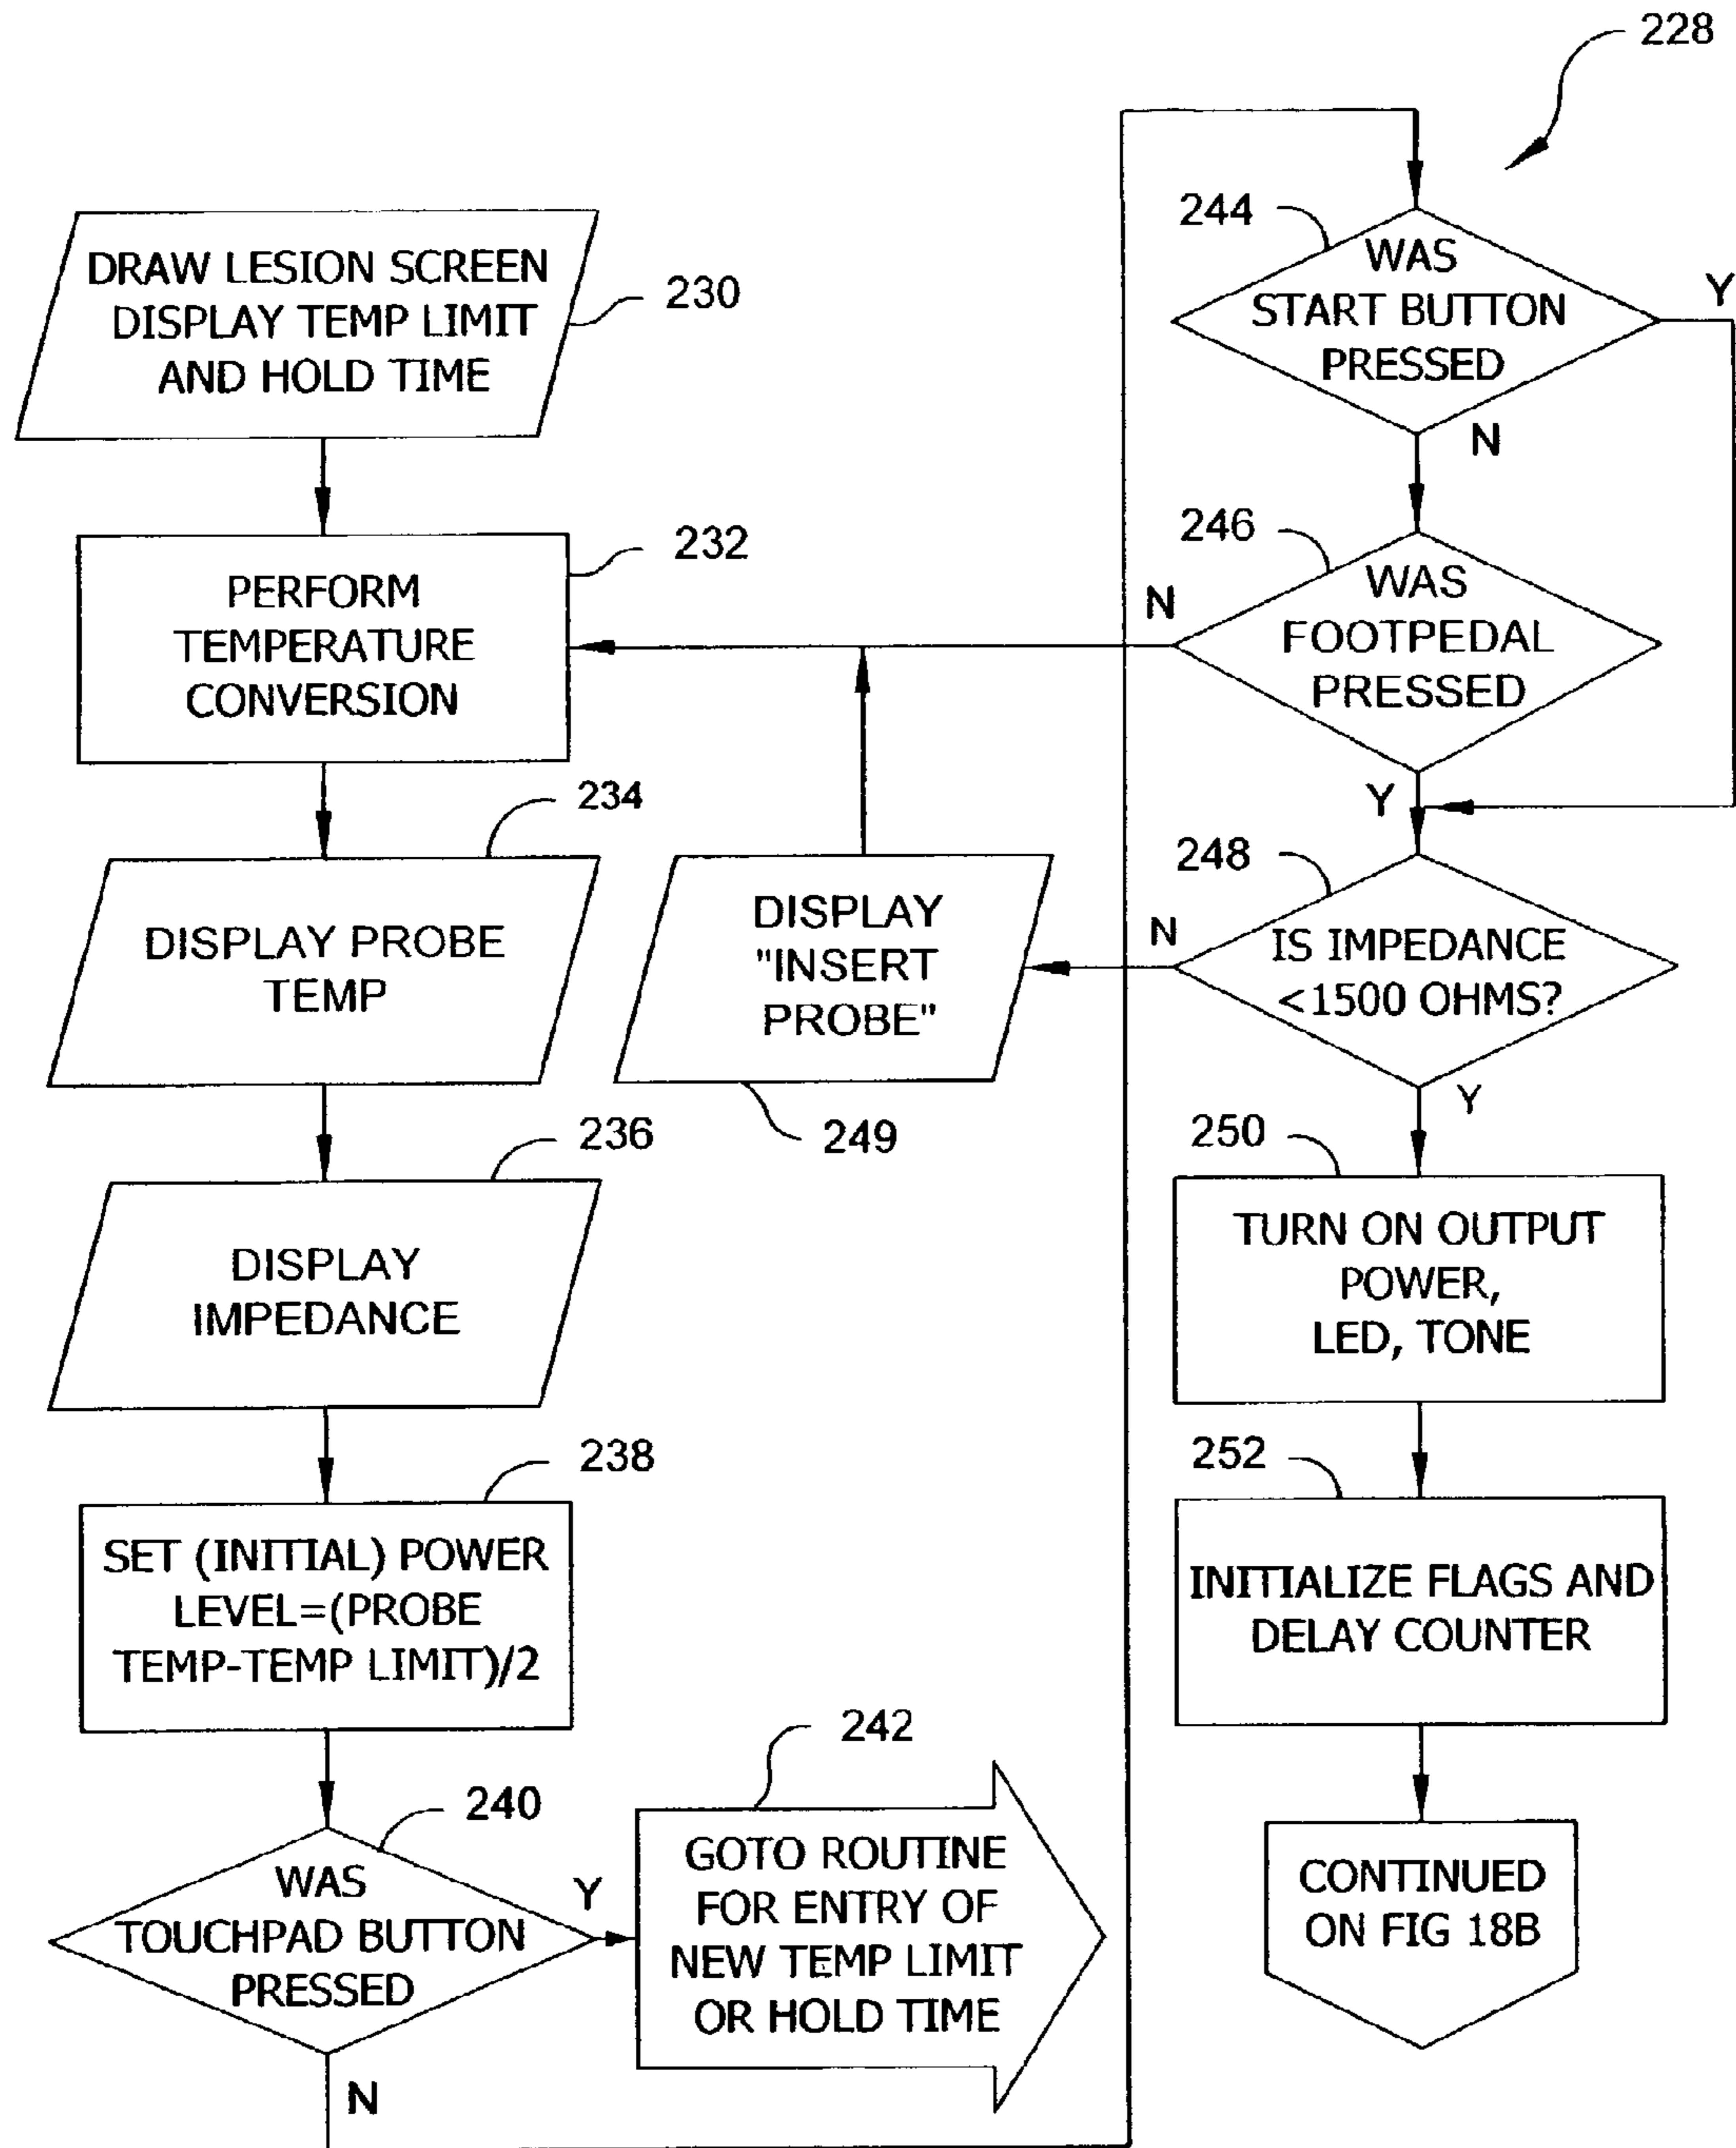 228
DRAW LESION SCREEN
DISPLAY TEMP LIMIT
AND HOLD TIME
230
PERFORM
TEMPERATURE
CONVERSION
232
DISPLAY PROBE
TEMP
234
DISPLAY
IMPEDANCE
236
SET (INITIAL) POWER
LEVEL=(PROBE
TEMP-TEMP LIMIT)/2
238
WAS
TOUCHPAD BUTTON
PRESSED
240
Y
N
GOTO ROUTINE
FOR ENTRY OF
NEW TEMP LIMIT
OR HOLD TIME
242
WAS
START BUTTON
PRESSED
244
Y
N
WAS
FOOTPEDAL
PRESSED
246
N
Y
IS IMPEDANCE
<1500 OHMS?
248
N
Y
DISPLAY
"INSERT
PROBE"
249
TURN ON OUTPUT
POWER,
LED, TONE
250
INITIALIZE FLAGS AND
DELAY COUNTER
252
CONTINUED
ON FIG 18B